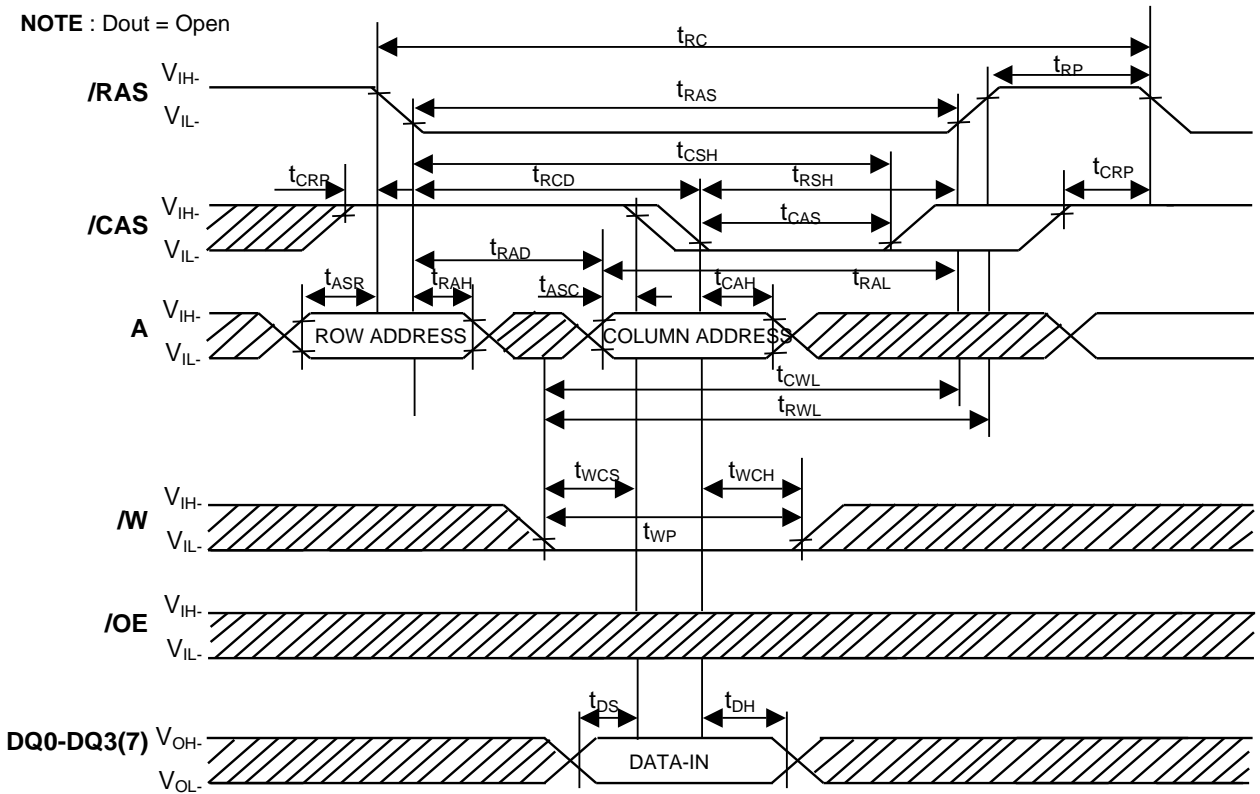 NOTE : Dout = Open
tRC
tRP
/RAS
VIH-
VIL-
tRAS
tCSH
tCRP
tRCD
tRSH
tCRP
/CAS
VIH-
VIL-
tCAS
tRAD
tRAL
tASR
tRAH
tASC
tCAH
A
VIH-
VIL-
ROW ADDRESS
COLUMN ADDRESS
tCWL
tRWL
tWCS
tWCH
/W
VIH-
VIL-
tWP
/OE
VIH-
VIL-
tDS
tDH
DQ0-DQ3(7)
VOH-
VOL-
DATA-IN